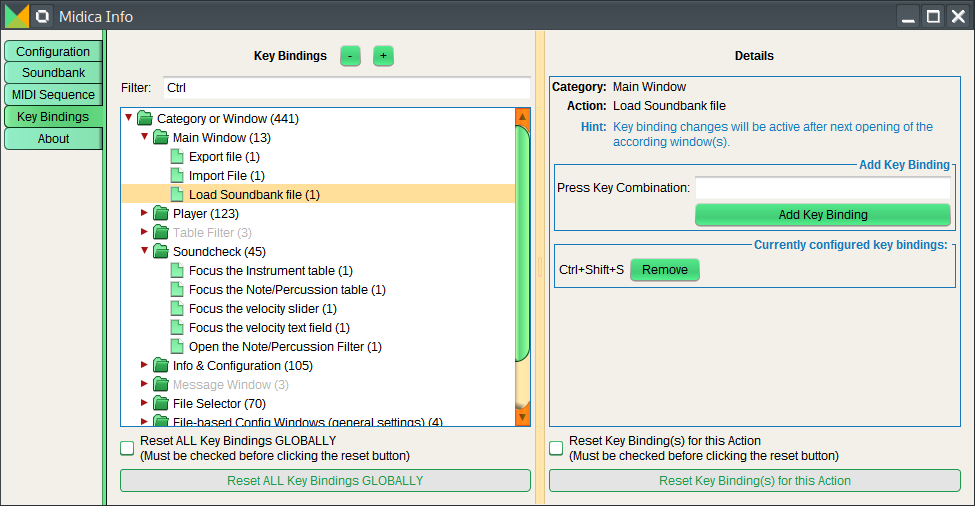 Midica Info
Configuration
Soundbank
MIDI Sequence
Key Bindings
About
Key Bindings - +
Filter: Ctrl
Category or Window (441)
Main Window (13)
Export file (1)
Import File (1)
Load Soundbank file (1)
Player (123)
Table Filter (3)
Soundcheck (45)
Focus the Instrument table (1)
Focus the Note/Percussion table (1)
Focus the velocity slider (1)
Focus the velocity text field (1)
Open the Note/Percussion Filter (1)
Info & Configuration (105)
Message Window (3)
File Selector (70)
File-based Config Windows (general settings) (4)
Reset ALL Key Bindings GLOBALLY
(Must be checked before clicking the reset button)
Reset ALL Key Bindings GLOBALLY
Details
Category: Main Window
Action: Load Soundbank file
Hint: Key binding changes will be active after next opening of the
according window(s).
Add Key Binding
Press Key Combination:
Add Key Binding
Currently configured key bindings:
Ctrl+Shift+S Remove
Reset Key Binding(s) for this Action
(Must be checked before clicking the reset button)
Reset Key Binding(s) for this Action